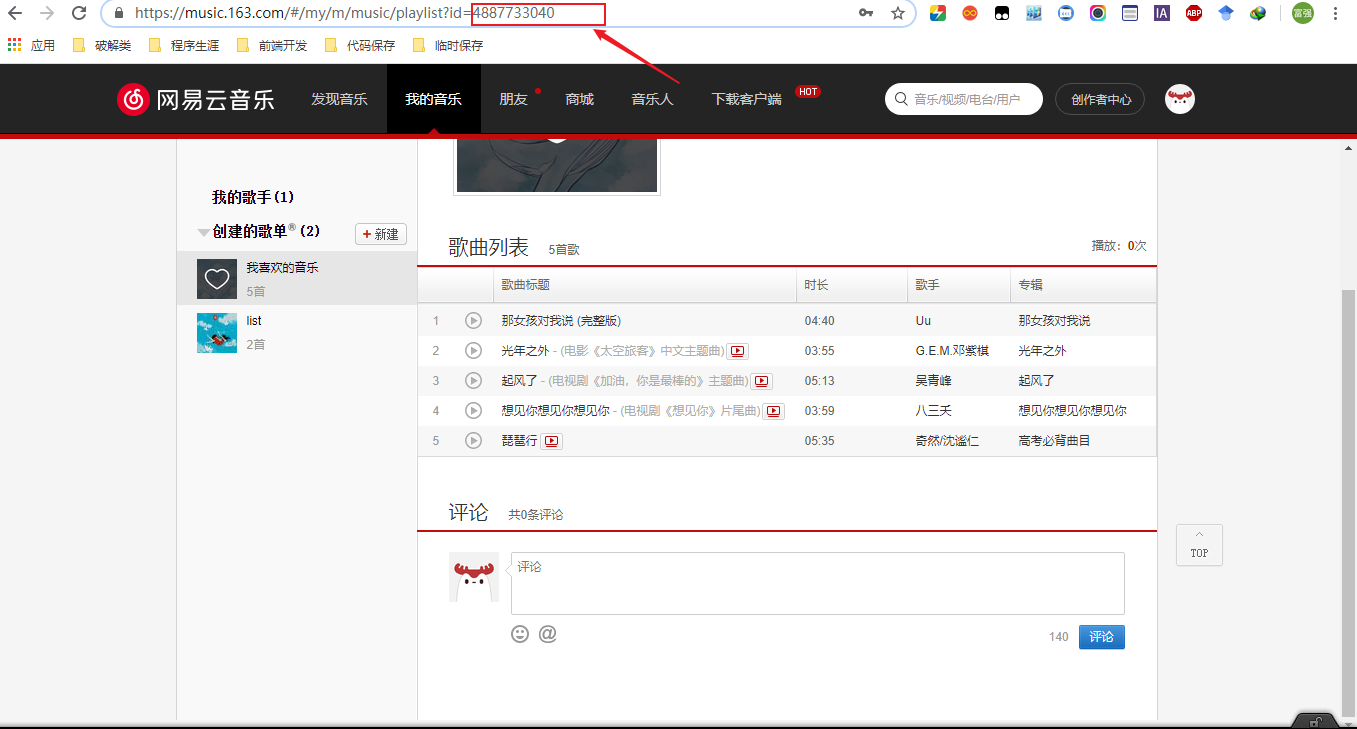 https://music.163.com/#/my/m/music/playlist?id=4887733040
IA
ABP
富强
应用
破解类
程序生涯
前端开发
代码保存
临时保存
网易云音乐
发现音乐
我的音乐
朋友
商城
音乐人
下载客户端
HOT
音乐/视频/电台/用户
创作者中心
我的歌手(1)
创建的歌单®(2)
+ 新建
我喜欢的音乐
5首
list
2首
歌曲列表 5首歌 播放：0次
歌曲标题 时长 歌手 专辑
1 那女孩对我说 (完整版) 04:40 Uu 那女孩对我说
2 光年之外 - (电影《太空旅客》中文主题曲) 03:55 G.E.M.邓紫棋 光年之外
3 起风了 - (电视剧《加油，你是最棒的》主题曲) 05:13 吴青峰 起风了
4 想见你想见你想见你 - (电视剧《想见你》片尾曲) 03:59 八三夭 想见你想见你想见你
5 琵琶行 05:35 奇然/沈谧仁 高考必背曲目
评论 共0条评论
评论
@
140 评论
TOP